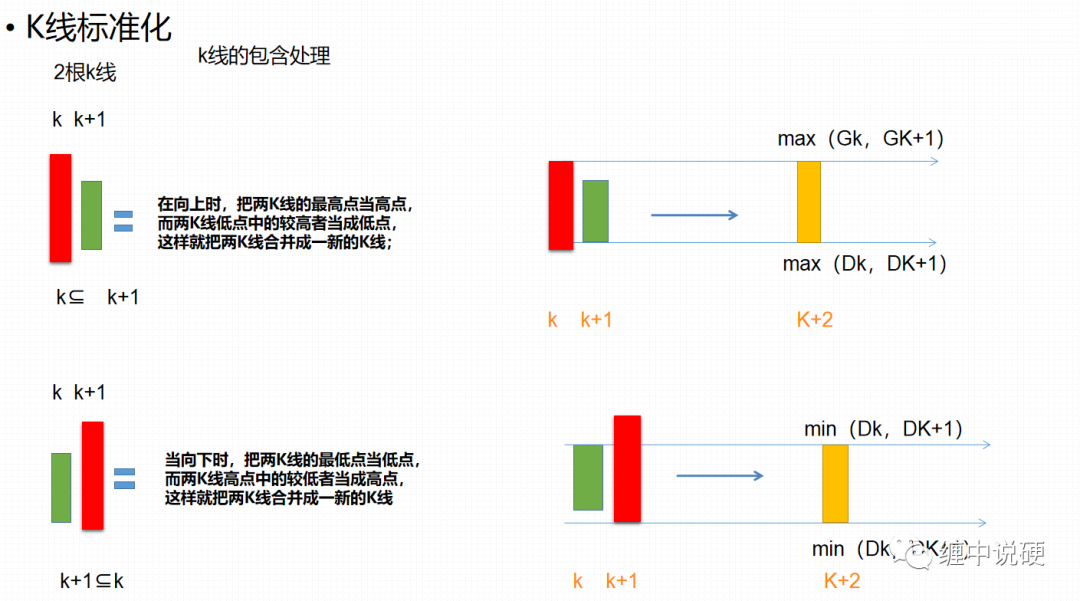 • K线标准化
k线的包含处理
2根k线
k k+1
max（Gk，GK+1）
在向上时，把两K线的最高点当高点，
而两K线低点中的较高者当成低点，
这样就把两K线合并成一新的K线；
max（Dk，DK+1）
k⊆ k+1
k k+1 K+2
k k+1
min（Dk，DK+1）
当向下时，把两K线的最低点当低点，
而两K线高点中的较低者当成高点，
这样就把两K线合并成一新的K线
min（Dk，DK+1）
缠中说硬
k+1⊆k
k k+1 K+2